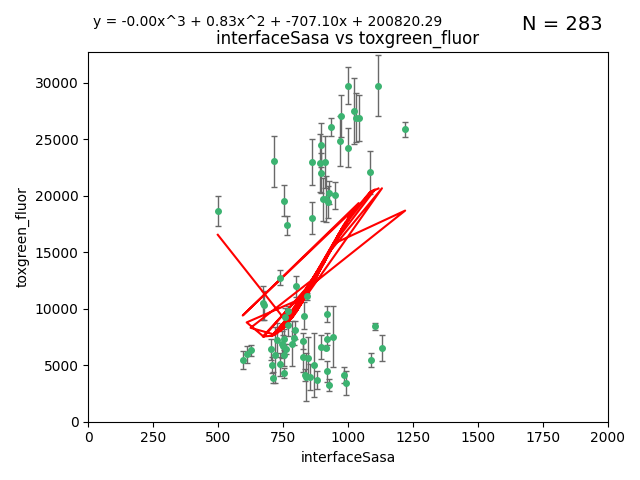 y = -0.00x^3 + 0.83x^2 + -707.10x + 200820.29
N = 283
interfaceSasa vs toxgreen_fluor
30000
25000
20000
15000
10000
5000
0
toxgreen_fluor
0 250 500 750 1000 1250 1500 1750 2000
interfaceSasa